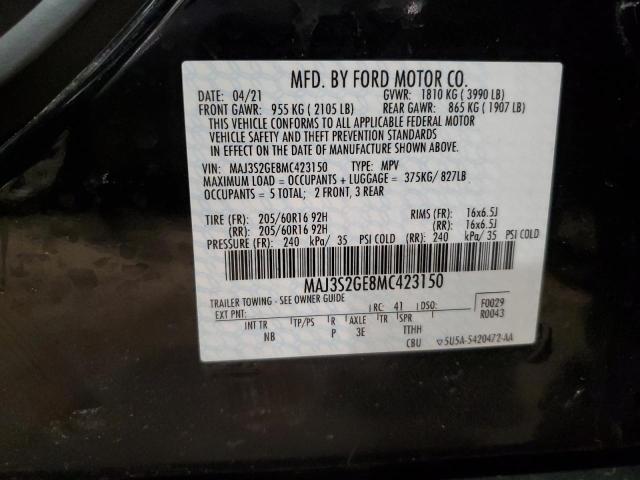 MFD. BY FORD MOTOR CO.
DATE: 04/21 GVWR: 1810 KG ( 3990 LB)
FRONT GAWR: 955 KG ( 2105 LB) REAR GAWR: 865 KG ( 1907 LB)
THIS VEHICLE CONFORMS TO ALL APPLICABLE FEDERAL MOTOR
VEHICLE SAFETY AND THEFT PREVENTION STANDARDS
IN EFFECT ON THE DATE OF MANUFACTURE SHOWN ABOVE.
VIN: MAJ3S2GE8MC423150 TYPE: MPV
MAXIMUM LOAD = OCCUPANTS + LUGGAGE = 375KG/ 827LB
OCCUPANTS = 5 TOTAL; 2 FRONT, 3 REAR
TIRE (FR): 205/60R16 92H RIMS (FR): 16x6.5J
(RR): 205/60R16 92H (RR): 16x6.5J
PRESSURE (FR): 240 kPa/ 35 PSI COLD (RR): 240 kPa/ 35 PSI COLD
MAJ3S2GE8MC423150
TRAILER TOWING - SEE OWNER GUIDE
EXT PNT: RC: 41 DSO: F0029
R0043
INT TR TP/PS R AXLE TR SPR
NB P 3E TTHH
CBU 5U5A-5420472-AA